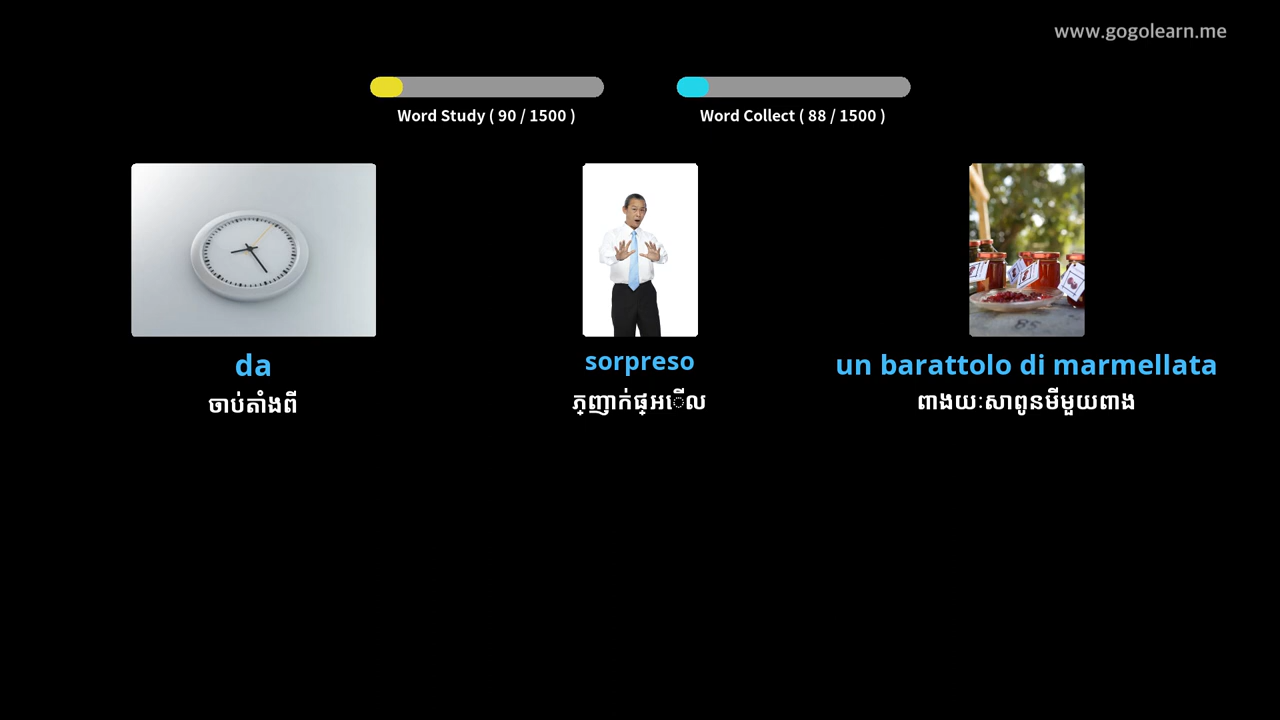 www.gogolearn.me
Word Study ( 90 / 1500 )
Word Collect ( 88 / 1500 )
da
sorpreso
un barattolo di marmellata
ចាប់តាំងពី
ភ្ញាក់ផ្អើល
ពាងយៈសាពូនមីមួយពាង